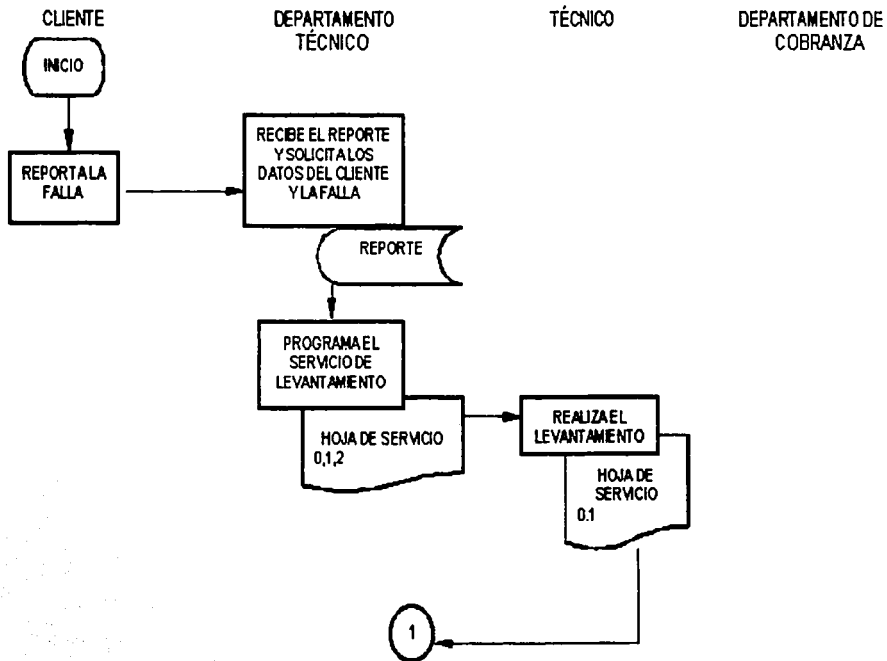 CLIENTE
DEPARTAMENTO
TÉCNICO
TÉCNICO
DEPARTAMENTO DE
COBRANZA
INICIO
REPORTA LA
FALLA
RECIBE EL REPORTE
Y SOLICITA LOS
DATOS DEL CLIENTE
Y LA FALLA
REPORTE
PROGRAMA EL
SERVICIO DE
LEVANTAMIENTO
HOJA DE SERVICIO
0,1,2
REALIZA EL
LEVANTAMIENTO
HOJA DE
SERVICIO
0.1
1